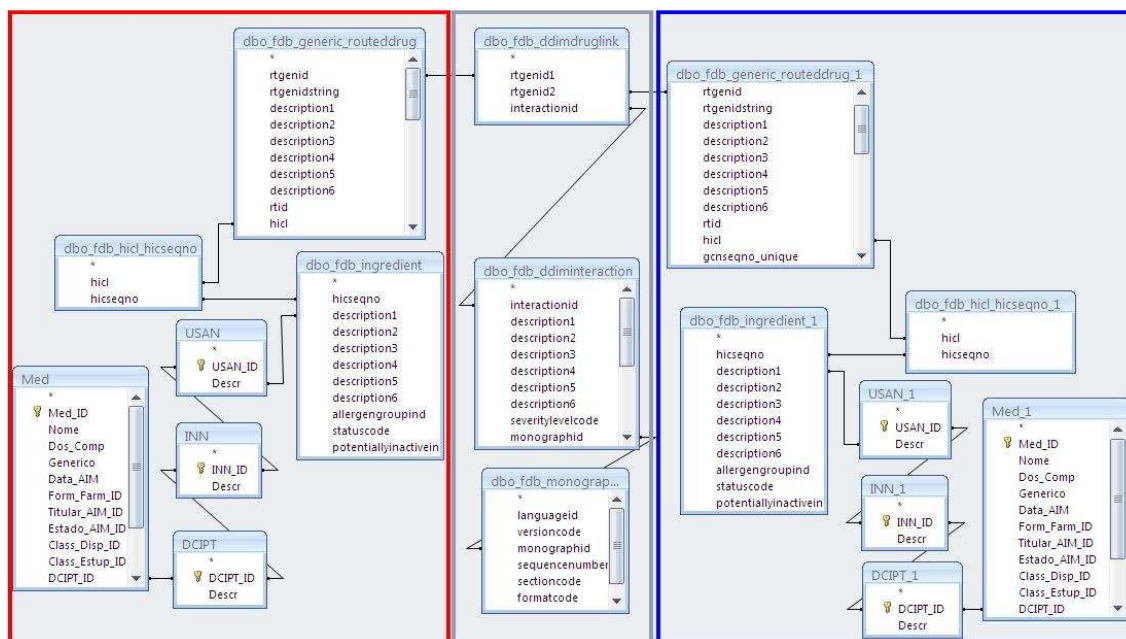 dbo_fdb_generic_routeddrug
*
rtgenid
rtgenidstring
description1
description2
description3
description4
description5
description6
rtid
hicl
dbo_fdb_hicl_hicseqno
*
hicl
hicseqno
dbo_fdb_ingredient
*
hicseqno
description1
description2
description3
description4
description5
description6
allergengroupind
statuscode
potentiallyinactivein
USAN
*
USAN_ID
Descr
Med
*
Med_ID
Nome
Dos_Comp
Generico
Data_AIM
Form_Farm_ID
Titular_AIM_ID
Estado_AIM_ID
Class_Disp_ID
Class_Estup_ID
DCIPT_ID
INN
*
INN_ID
Descr
DCIPT
*
DCIPT_ID
Descr
dbo_fdb_ddimdruglink
*
rtgenid1
rtgenid2
interactionid
dbo_fdb_ddiminteraction
*
interactionid
description1
description2
description3
description4
description5
description6
severitylevelcode
monographid
dbo_fdb_monograp...
*
languageid
versioncode
monographid
sequencenumber
sectioncode
formatcode
dbo_fdb_generic_routeddrug_1
rtgenid
rtgenidstring
description1
description2
description3
description4
description5
description6
rtid
hicl
gcnseqno_unique
dbo_fdb_hicl_hicseqno_1
*
hicl
hicseqno
dbo_fdb_ingredient_1
*
hicseqno
description1
description2
description3
description4
description5
description6
allergengroupind
statuscode
potentiallyinactivein
USAN_1
*
USAN_ID
Descr
Med_1
*
Med_ID
Nome
Dos_Comp
Generico
Data_AIM
Form_Farm_ID
Titular_AIM_ID
Estado_AIM_ID
Class_Disp_ID
Class_Estup_ID
DCIPT_ID
INN_1
*
INN_ID
Descr
DCIPT_1
*
DCIPT_ID
Descr